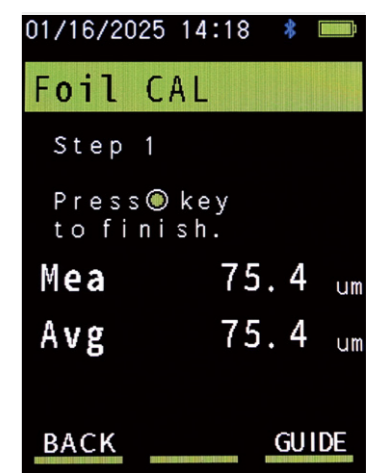 01/16/2025 14:18
Foil CAL
Step 1
Press◉key
to finish.
Mea 75.4 um
Avg 75.4 um
BACK GUIDE